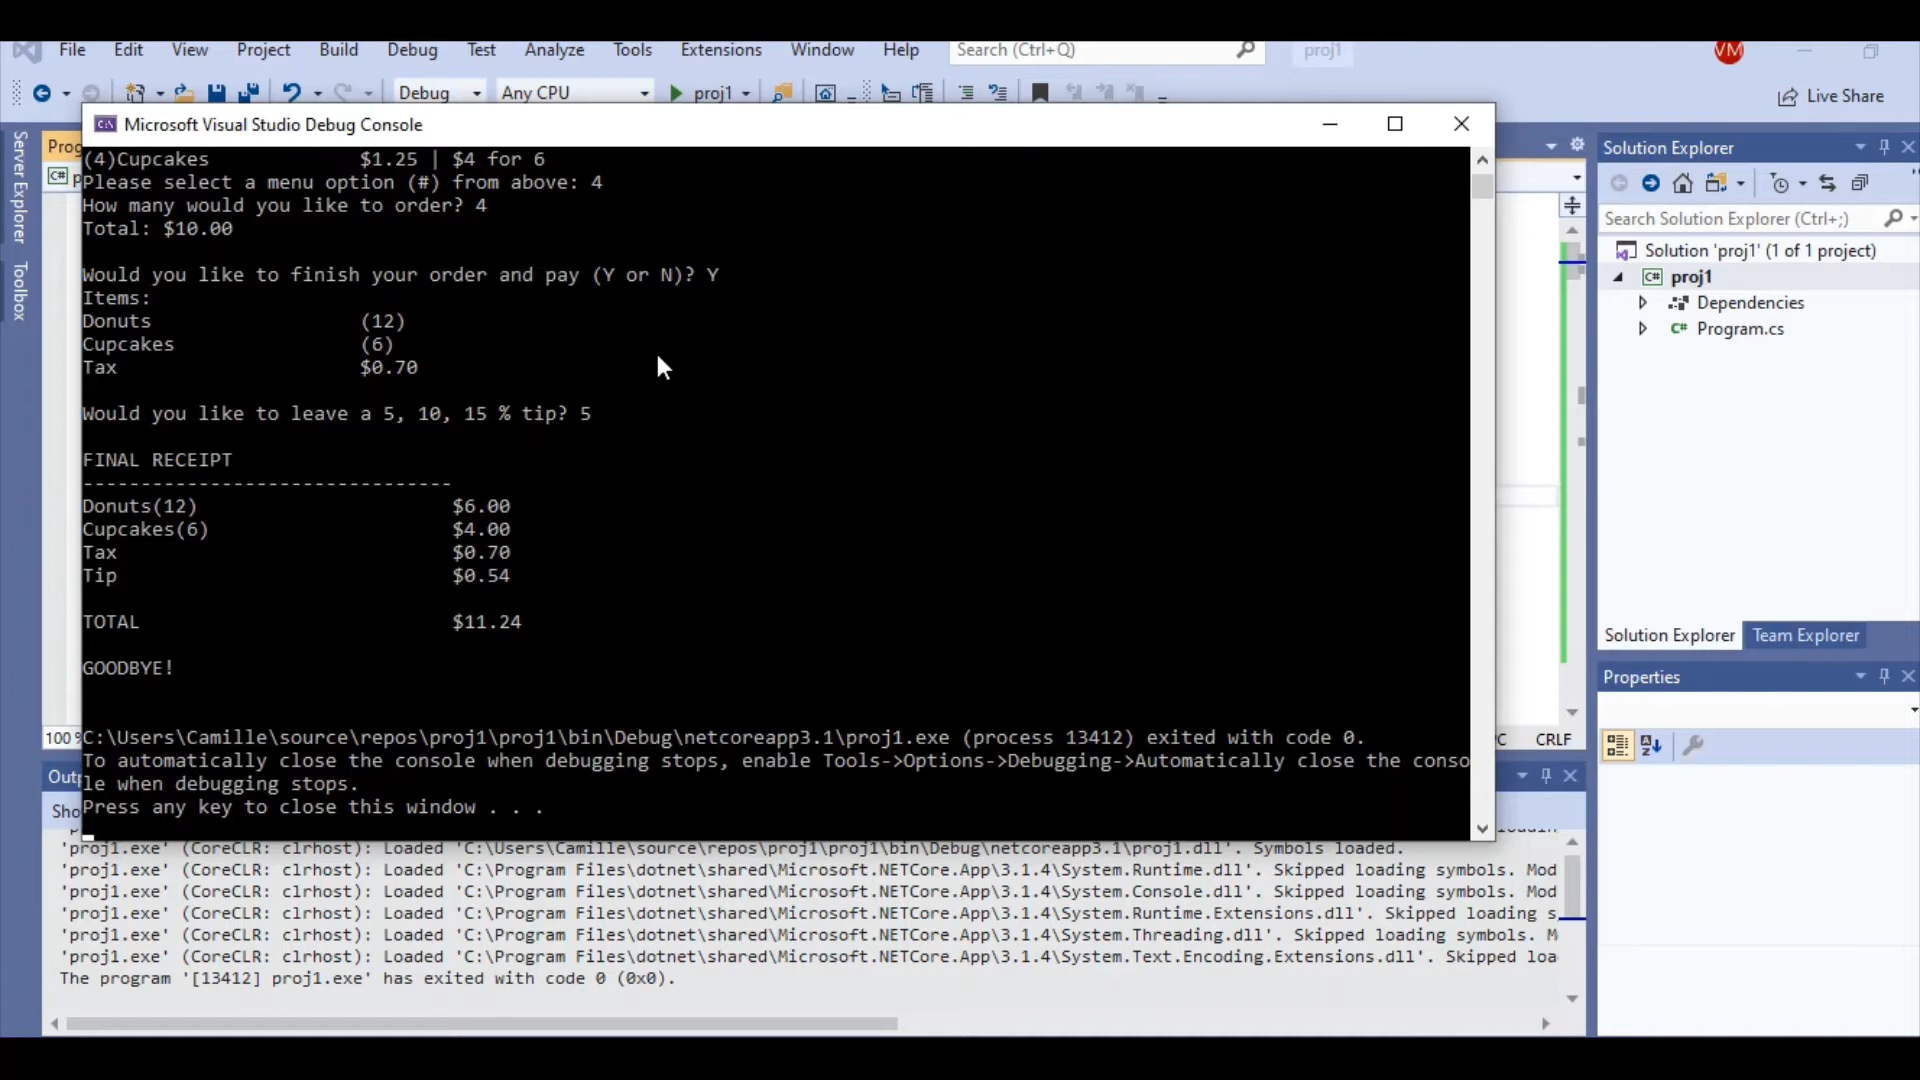 File Edit View Project Build Debug Test Analyze Tools Extensions Window Help Search (Ctrl+Q) proj1 VM
Debug Any CPU proj1 Live Share
Microsoft Visual Studio Debug Console
Server Explorer
Toolbox
(4)Cupcakes $1.25 | $4 for 6
Please select a menu option (#) from above: 4
How many would you like to order? 4
Total: $10.00
Would you like to finish your order and pay (Y or N)? Y
Items:
Donuts (12)
Cupcakes (6)
Tax $0.70
Would you like to leave a 5, 10, 15 % tip? 5
FINAL RECEIPT
--------------------------------
Donuts(12) $6.00
Cupcakes(6) $4.00
Tax $0.70
Tip $0.54
TOTAL $11.24
GOODBYE!
C:\Users\Camille\source\repos\proj1\proj1\bin\Debug\netcoreapp3.1\proj1.exe (process 13412) exited with code 0.
To automatically close the console when debugging stops, enable Tools->Options->Debugging->Automatically close the conso
le when debugging stops.
Press any key to close this window . . .
Solution Explorer
Search Solution Explorer (Ctrl+;)
Solution 'proj1' (1 of 1 project)
proj1
Dependencies
Program.cs
Solution Explorer Team Explorer
Properties
100 %
CRLF
'proj1.exe' (CoreCLR: clrhost): Loaded 'C:\Users\Camille\source\repos\proj1\proj1\bin\Debug\netcoreapp3.1\proj1.dll'. Symbols loaded.
'proj1.exe' (CoreCLR: clrhost): Loaded 'C:\Program Files\dotnet\shared\Microsoft.NETCore.App\3.1.4\System.Runtime.dll'. Skipped loading symbols. Mod
'proj1.exe' (CoreCLR: clrhost): Loaded 'C:\Program Files\dotnet\shared\Microsoft.NETCore.App\3.1.4\System.Console.dll'. Skipped loading symbols. Mod
'proj1.exe' (CoreCLR: clrhost): Loaded 'C:\Program Files\dotnet\shared\Microsoft.NETCore.App\3.1.4\System.Runtime.Extensions.dll'. Skipped loading s
'proj1.exe' (CoreCLR: clrhost): Loaded 'C:\Program Files\dotnet\shared\Microsoft.NETCore.App\3.1.4\System.Threading.dll'. Skipped loading symbols. M
'proj1.exe' (CoreCLR: clrhost): Loaded 'C:\Program Files\dotnet\shared\Microsoft.NETCore.App\3.1.4\System.Text.Encoding.Extensions.dll'. Skipped loa
The program '[13412] proj1.exe' has exited with code 0 (0x0).